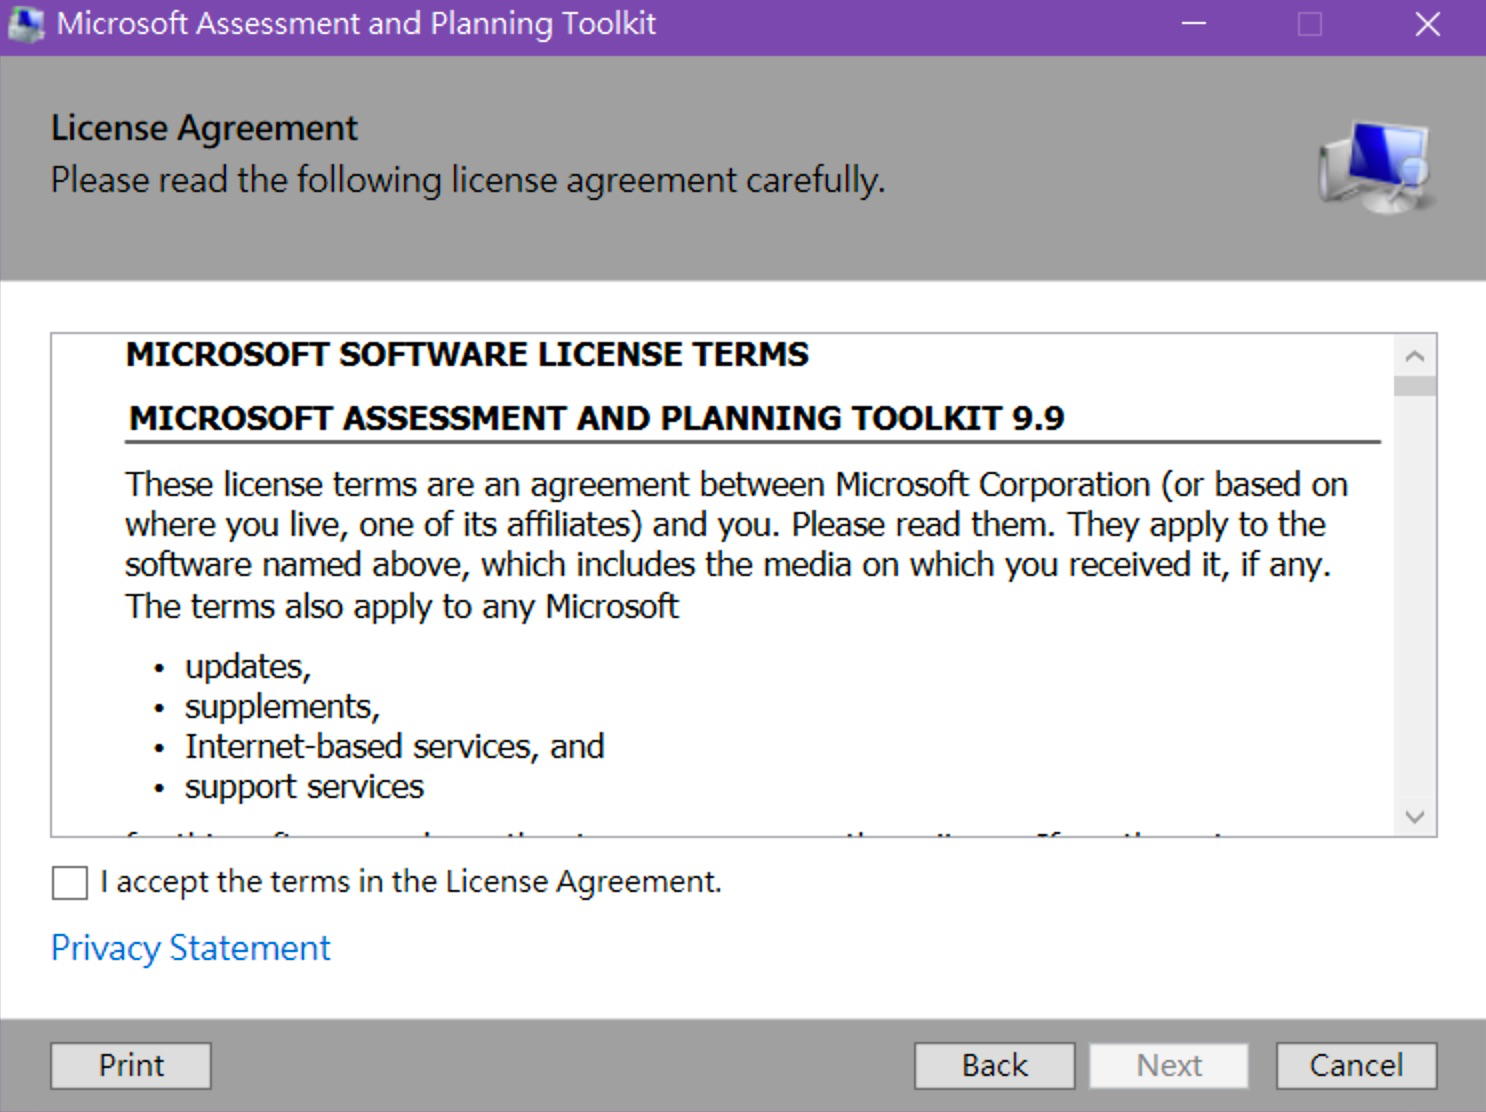 Microsoft Assessment and Planning Toolkit
License Agreement
Please read the following license agreement carefully.
MICROSOFT SOFTWARE LICENSE TERMS
MICROSOFT ASSESSMENT AND PLANNING TOOLKIT 9.9
These license terms are an agreement between Microsoft Corporation (or based on
where you live, one of its affiliates) and you. Please read them. They apply to the
software named above, which includes the media on which you received it, if any.
The terms also apply to any Microsoft
• updates,
• supplements,
• Internet-based services, and
• support services
I accept the terms in the License Agreement.
Privacy Statement
Print
Back
Next
Cancel